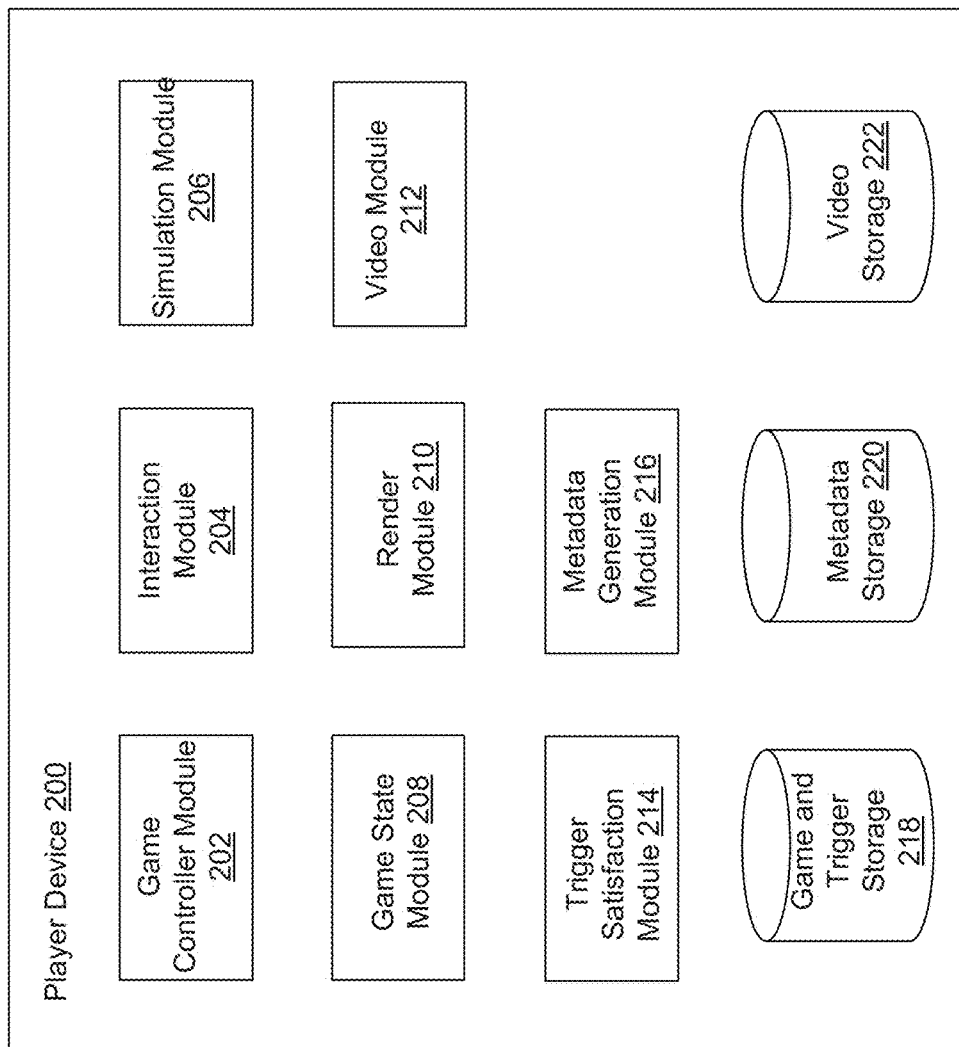 Player Device 200
Game
Controller Module
202
Interaction
Module
204
Simulation Module
206
Game State
Module 208
Render
Module 210
Video Module
212
Trigger
Satisfaction
Module 214
Metadata
Generation
Module 216
Game and
Trigger
Storage
218
Metadata
Storage 220
Video
Storage 222